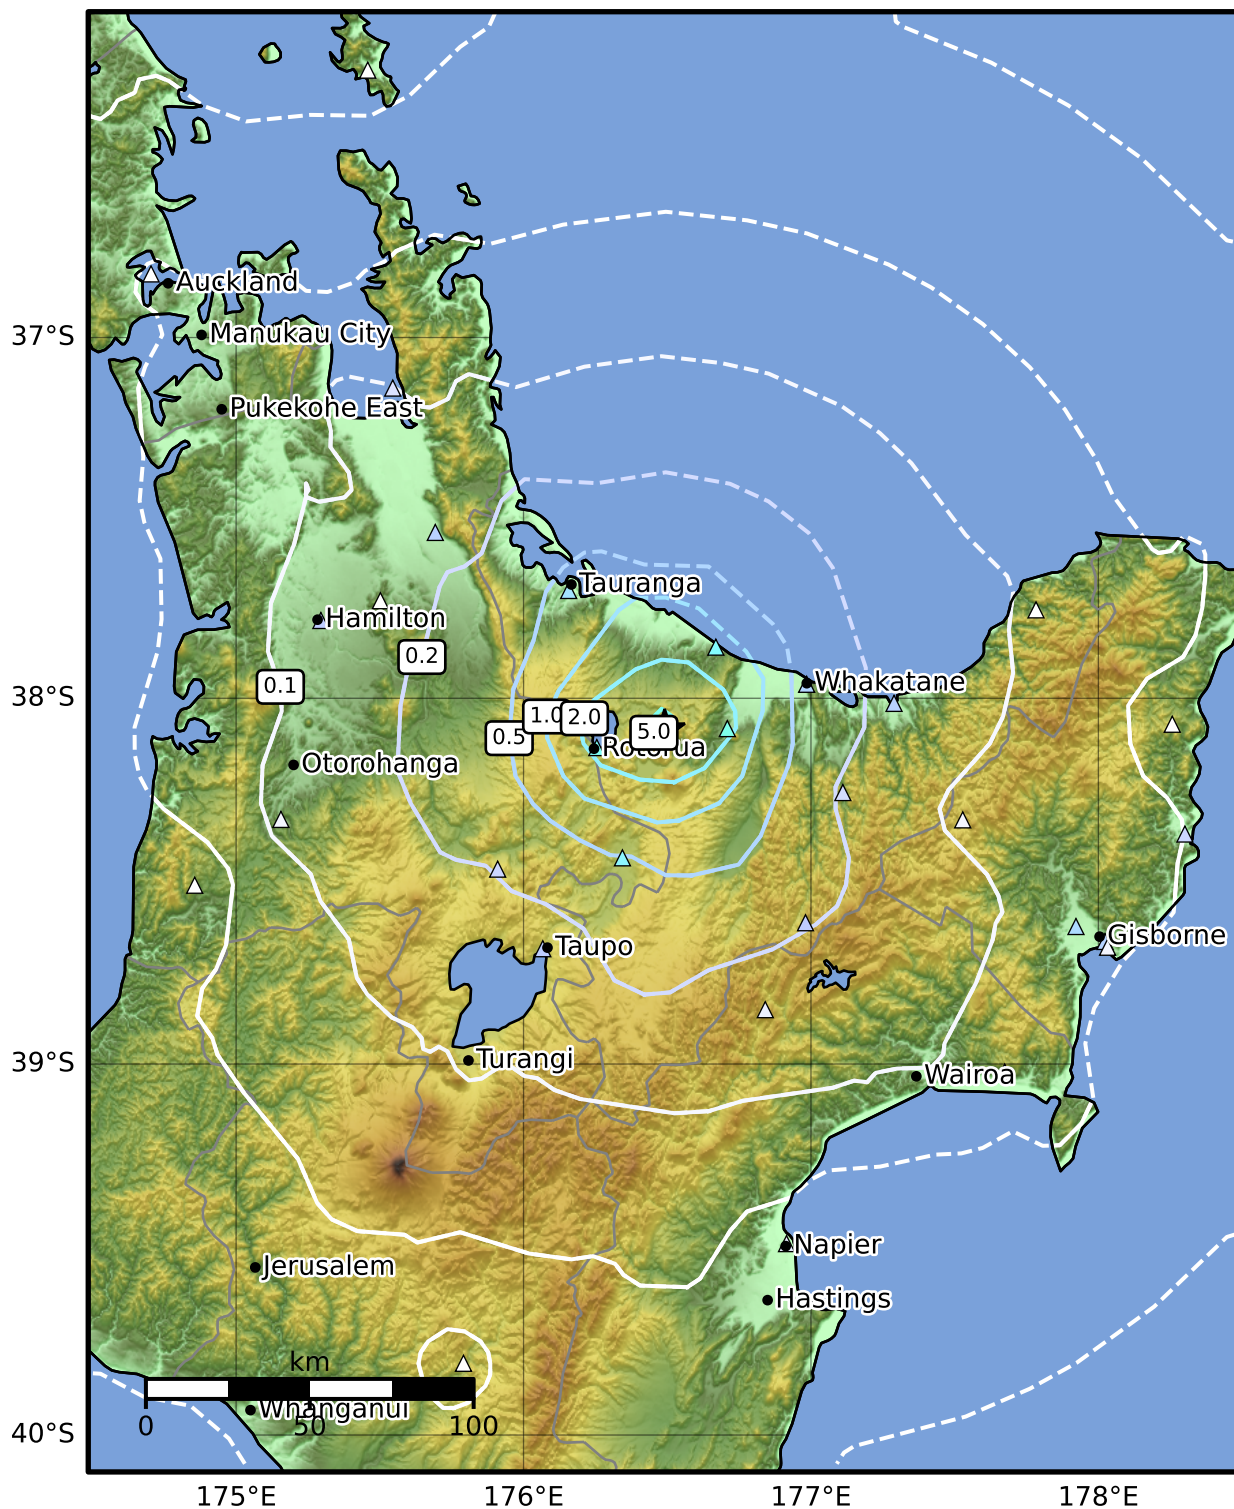 Auckland
Manukau City
37°S
Pukekohe East
Tauranga
Hamilton
0.2
0.1
Whakatane
38°S
1.0
2.0
5.0
0.5
Rotorua
Otorohanga
Gisborne
Taupo
39°S
Turangi
Wairoa
Napier
Jerusalem
Hastings
km
Whanganui
0 50 100
40°S
175°E 176°E 177°E 178°E